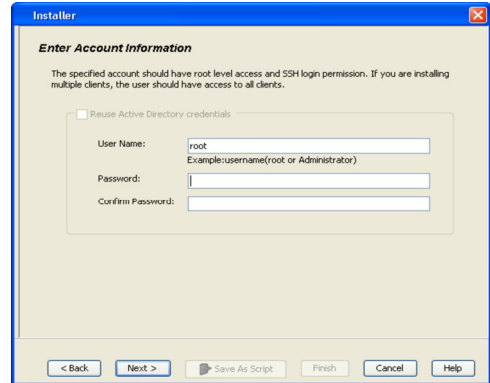 Installer
Enter Account Information
The specified account should have root level access and SSH login permission. If you are installing
multiple clients, the user should have access to all clients.
Reuse Active Directory credentials
User Name:
root
Example:username(root or Administrator)
Password:
Confirm Password:
< Back
Next >
Save As Script
Finish
Cancel
Help